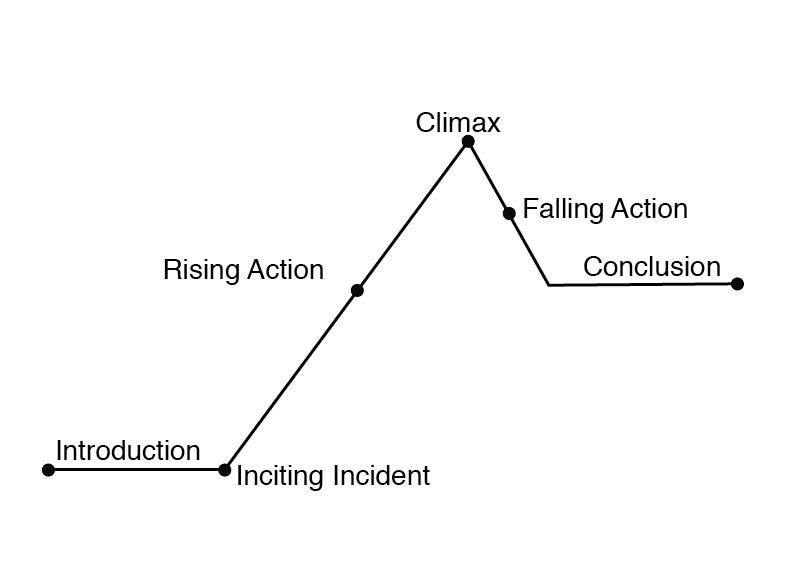 Climax
Falling Action
Conclusion
Rising Action
Introduction
Inciting Incident